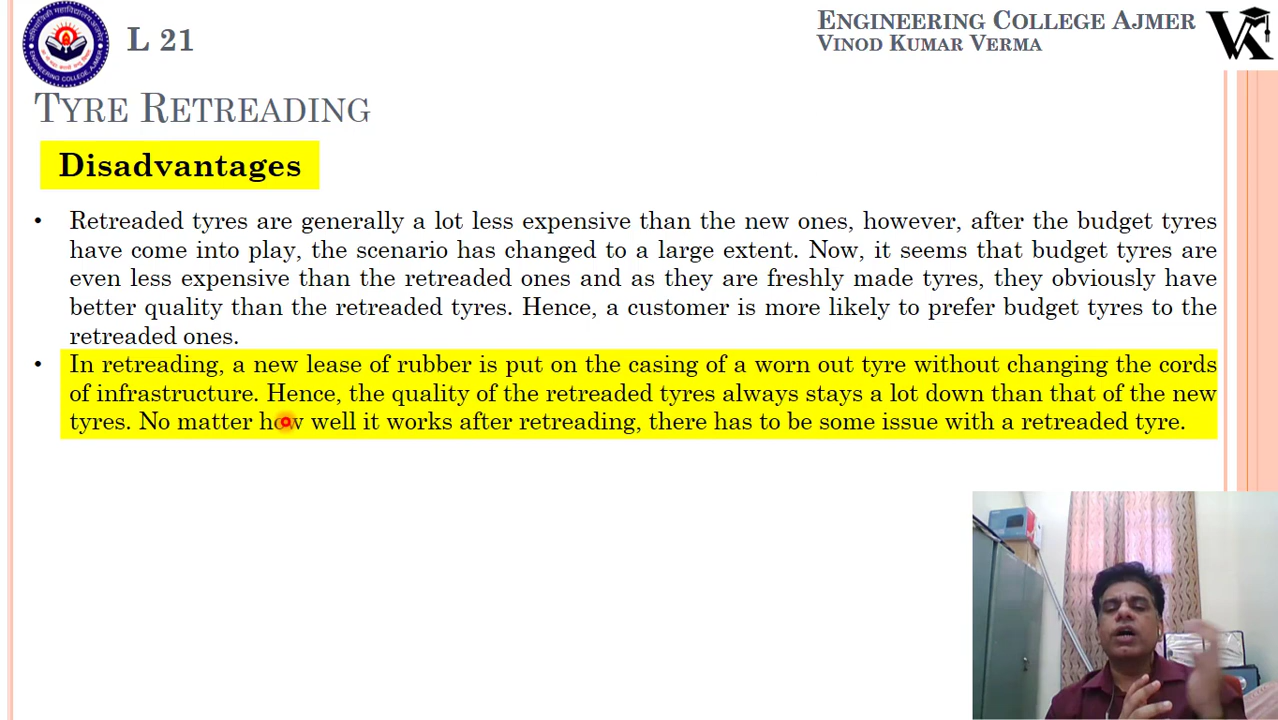 L 21
ENGINEERING COLLEGE AJMER
VINOD KUMAR VERMA
TYRE RETREADING
Disadvantages
• Retreaded tyres are generally a lot less expensive than the new ones, however, after the budget tyres
have come into play, the scenario has changed to a large extent. Now, it seems that budget tyres are
even less expensive than the retreaded ones and as they are freshly made tyres, they obviously have
better quality than the retreaded tyres. Hence, a customer is more likely to prefer budget tyres to the
retreaded ones.
• In retreading, a new lease of rubber is put on the casing of a worn out tyre without changing the cords
of infrastructure. Hence, the quality of the retreaded tyres always stays a lot down than that of the new
tyres. No matter how well it works after retreading, there has to be some issue with a retreaded tyre.